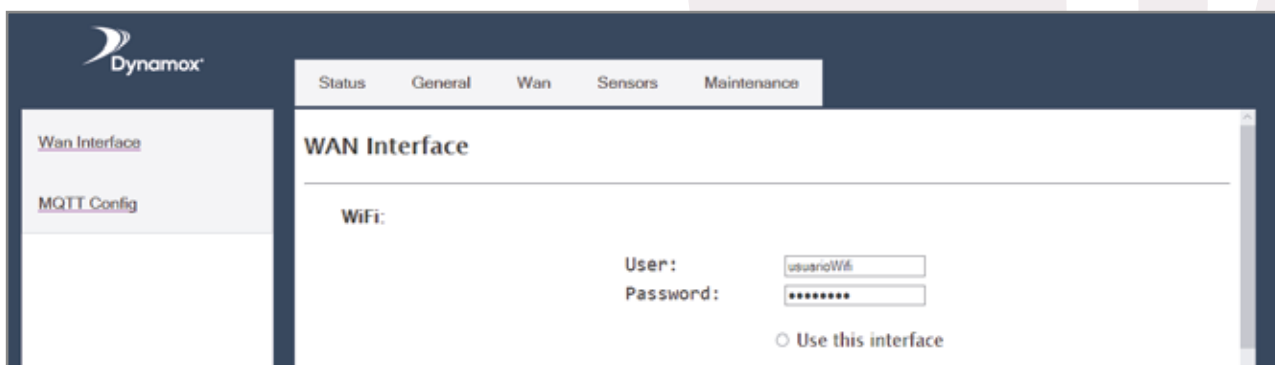 Dynamox
Status General Wan Sensors Maintenance
Wan Interface
MQTT Config
WAN Interface
WiFi:
User: usuarioWifi
Password: ••••••••
Use this interface